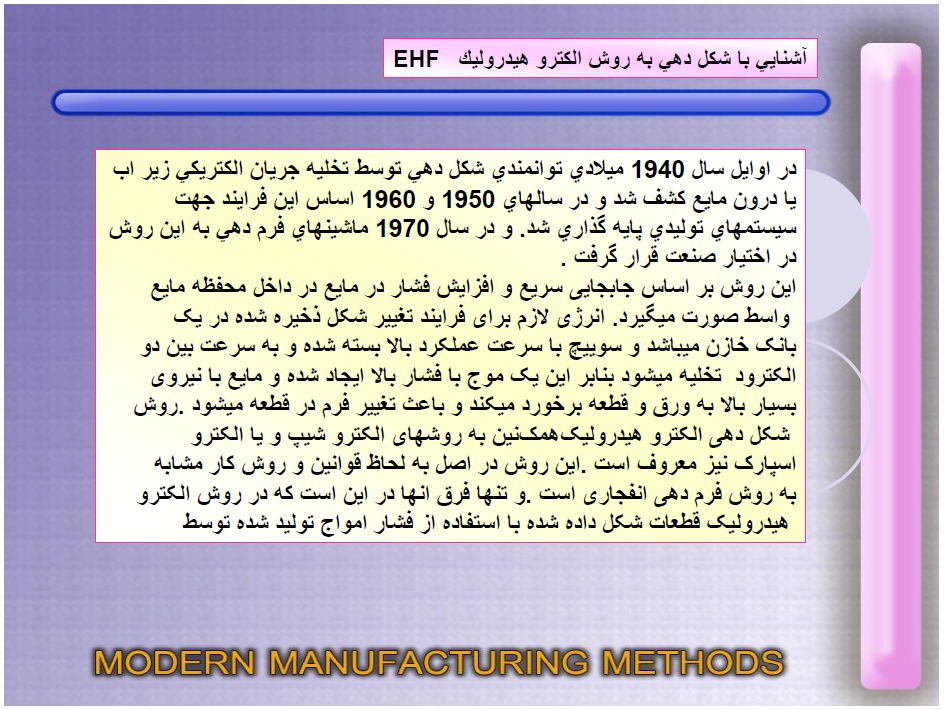 آشنايي با شكل دهي به روش الكترو هيدروليك EHF
در اوايل سال 1940 ميلادي توانمندي شكل دهي توسط تخليه جريان الكتريكي زير اب
يا درون مايع كشف شد و در سالهاي 1950 و 1960 اساس اين فرايند جهت
سيستمهاي توليدي پايه گذاري شد. و در سال 1970 ماشينهاي فرم دهي به اين روش
در اختيار صنعت قرار گرفت .
این روش بر اساس جابجایی سریع و افزایش فشار در مایع در داخل محفظه مایع
واسط صورت میگیرد. انرژی لازم برای فرایند تغییر شکل ذخیره شده در یک
بانک خازن میباشد و سوییچ با سرعت عملکرد بالا بسته شده و به سرعت بین دو
الکترود تخلیه میشود بنابر این یک موج با فشار بالا ایجاد شده و مایع با نیروی
بسیار بالا به ورق و قطعه برخورد میکند و باعث تغییر فرم در قطعه میشود .روش
شکل دهی الکترو هیدرولیک‌همک‌نین به روشهای الکترو شیپ و یا الکترو
اسپارک نیز معروف است .این روش در اصل به لحاظ قوانین و روش کار مشابه
به روش فرم دهی انفجاری است .و تنها فرق انها در این است که در روش الکترو
هیدرولیک قطعات شکل داده شده با استفاده از فشار امواج تولید شده توسط
MODERN MANUFACTURING METHODS